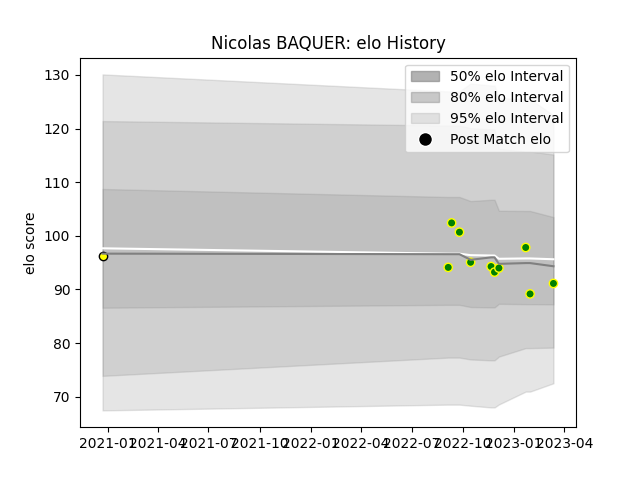 Nicolas BAQUER: elo History
130
120
110
100
90
80
70
elo score
50% elo Interval
80% elo Interval
95% elo Interval
Post Match elo
2021-01 2021-04 2021-07 2021-10 2022-01 2022-04 2022-07 2022-10 2023-01 2023-04